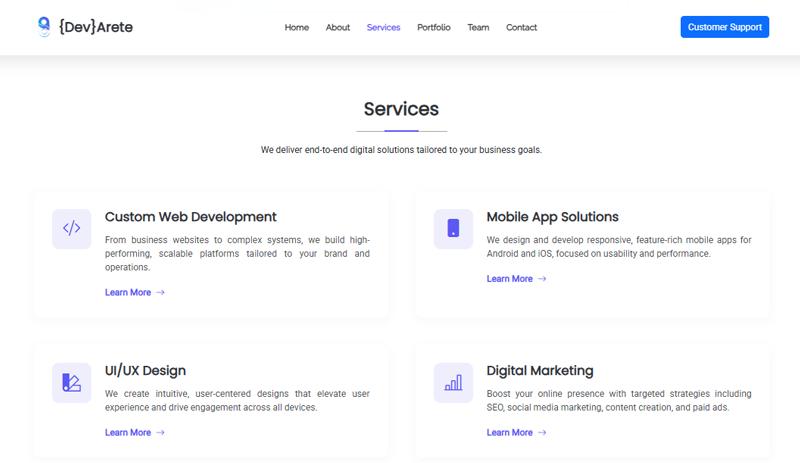 {Dev}Arete
Home About Services Portfolio Team Contact
Customer Support
Services
We deliver end-to-end digital solutions tailored to your business goals.
Custom Web Development
From business websites to complex systems, we build high-
performing, scalable platforms tailored to your brand and
operations.
Learn More →
Mobile App Solutions
We design and develop responsive, feature-rich mobile apps for
Android and iOS, focused on usability and performance.
Learn More →
UI/UX Design
We create intuitive, user-centered designs that elevate user
experience and drive engagement across all devices.
Learn More →
Digital Marketing
Boost your online presence with targeted strategies including
SEO, social media marketing, content creation, and paid ads.
Learn More →